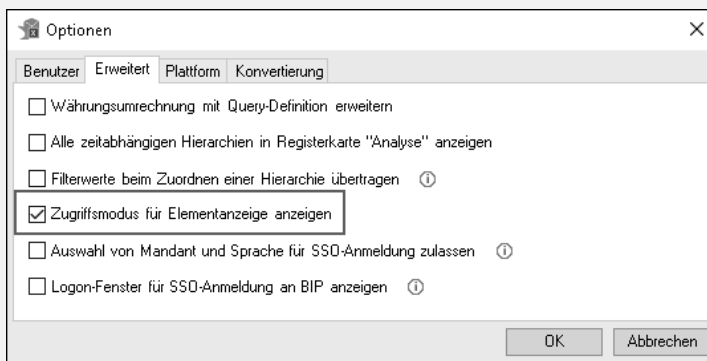 Optionen
Benutzer Erweitert Plattform Konvertierung
Währungsumrechnung mit Query-Definition erweitern
Alle zeitabhängigen Hierarchien in Registerkarte "Analyse" anzeigen
Filterwerte beim Zuordnen einer Hierarchie übertragen
Zugriffsmodus für Elementanzeige anzeigen
Auswahl von Mandant und Sprache für SSO-Anmeldung zulassen
Logon-Fenster für SSO-Anmeldung an BIP anzeigen
OK Abbrechen